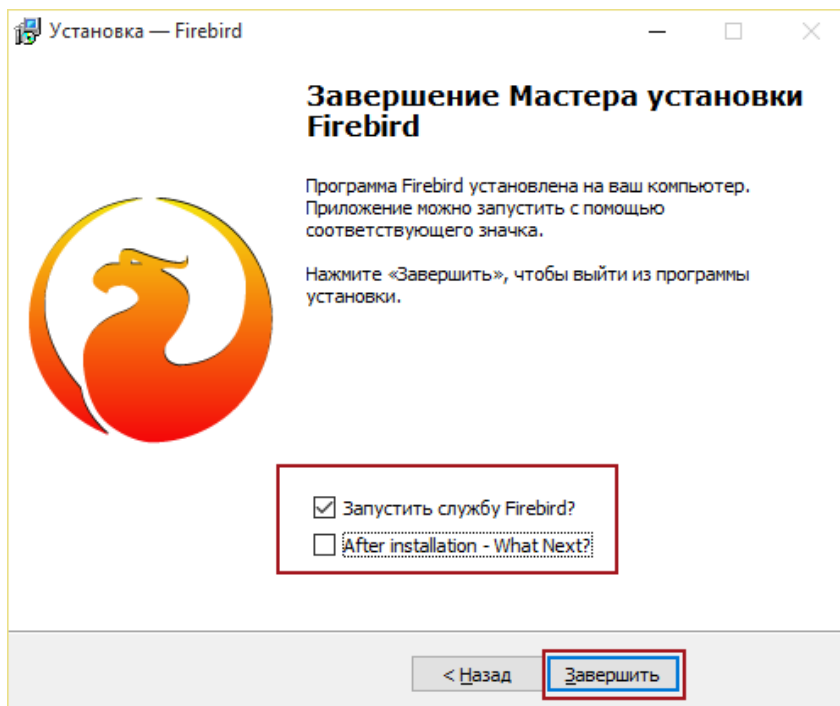 Установка — Firebird
Завершение Мастера установки
Firebird
Программа Firebird установлена на ваш компьютер.
Приложение можно запустить с помощью
соответствующего значка.
Нажмите «Завершить», чтобы выйти из программы
установки.
Запустить службу Firebird?
After installation - What Next?
< Назад
Завершить